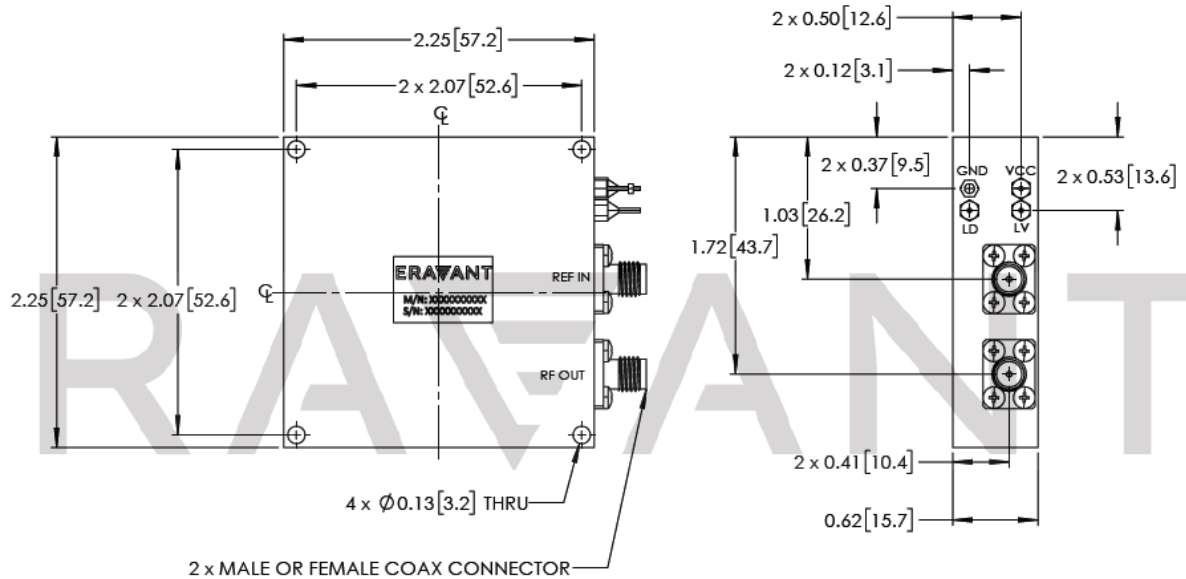 2 x 0.50[12.6]
2.25[57.2]
2 x 0.12[3.1]
2 x 2.07[52.6]
℄
2 x 0.37[9.5]
GND
VCC
2 x 0.53[13.6]
1.03[26.2]
LD
LV
1.72[43.7]
ERAVANT
REF IN
M/N: XXXXXXXXXX
S/N: XXXXXXXXXX
℄
2.25[57.2]
2 x 2.07[52.6]
RAVANT
RF OUT
2 x 0.41[10.4]
4 x Ø0.13[3.2] THRU
0.62[15.7]
2 x MALE OR FEMALE COAX CONNECTOR